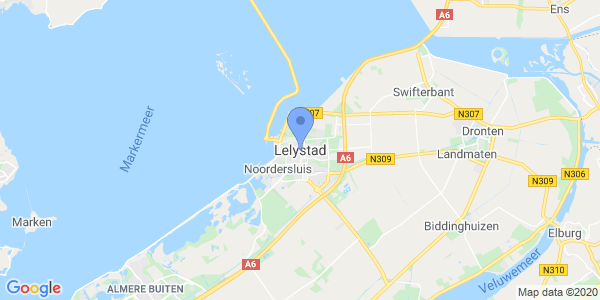 Ens
A6
Swifterbant
N307
N307
Dronten
Markermeer
Lelystad
A6
N309
Landmaten
Noordersluis
N306
N309
Marken
Biddinghuizen
Elburg
A6
N310
Veluwemeer
ALMERE BUITEN
Google
Map data ©2020